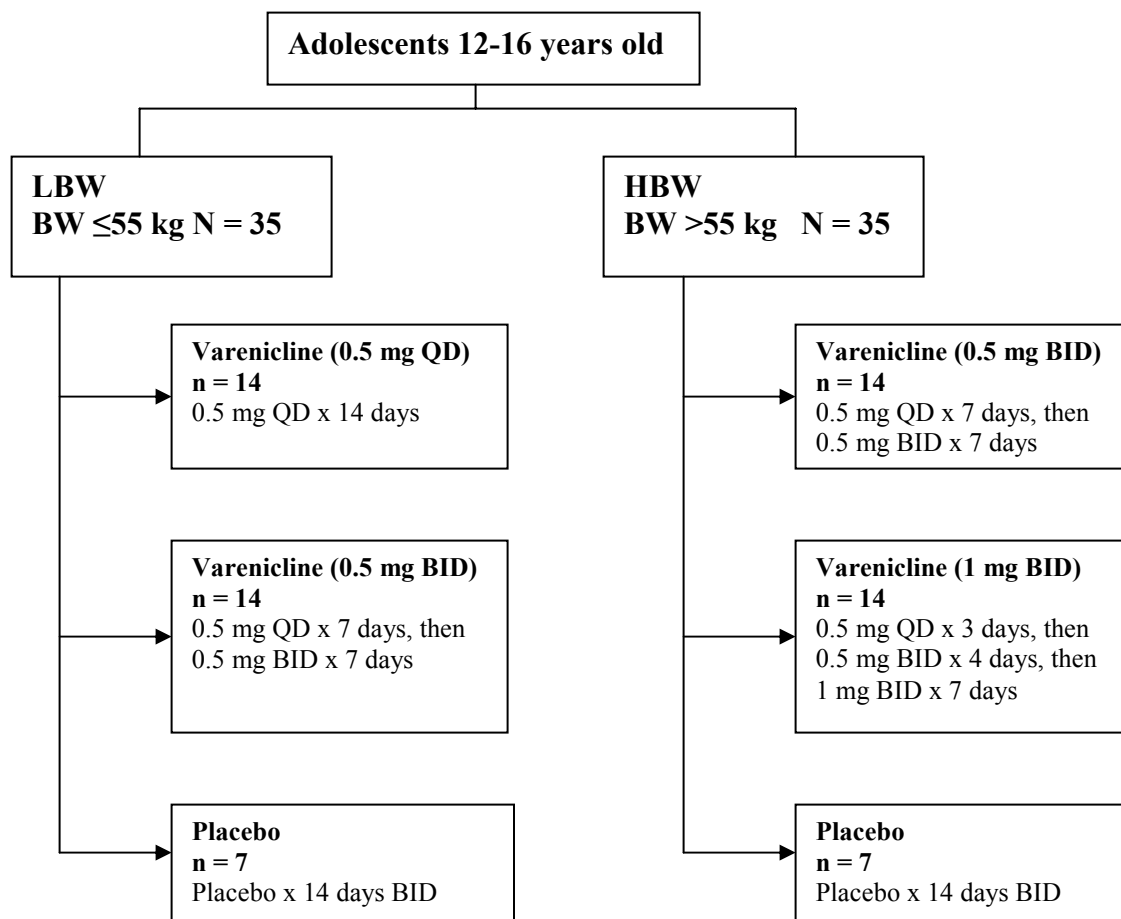 Adolescents 12-16 years old
LBW
BW ≤55 kg N = 35
Varenicline (0.5 mg QD)
n = 14
0.5 mg QD x 14 days
Varenicline (0.5 mg BID)
n = 14
0.5 mg QD x 7 days, then
0.5 mg BID x 7 days
Placebo
n = 7
Placebo x 14 days BID
HBW
BW >55 kg N = 35
Varenicline (0.5 mg BID)
n = 14
0.5 mg QD x 7 days, then
0.5 mg BID x 7 days
Varenicline (1 mg BID)
n = 14
0.5 mg QD x 3 days, then
0.5 mg BID x 4 days, then
1 mg BID x 7 days
Placebo
n = 7
Placebo x 14 days BID